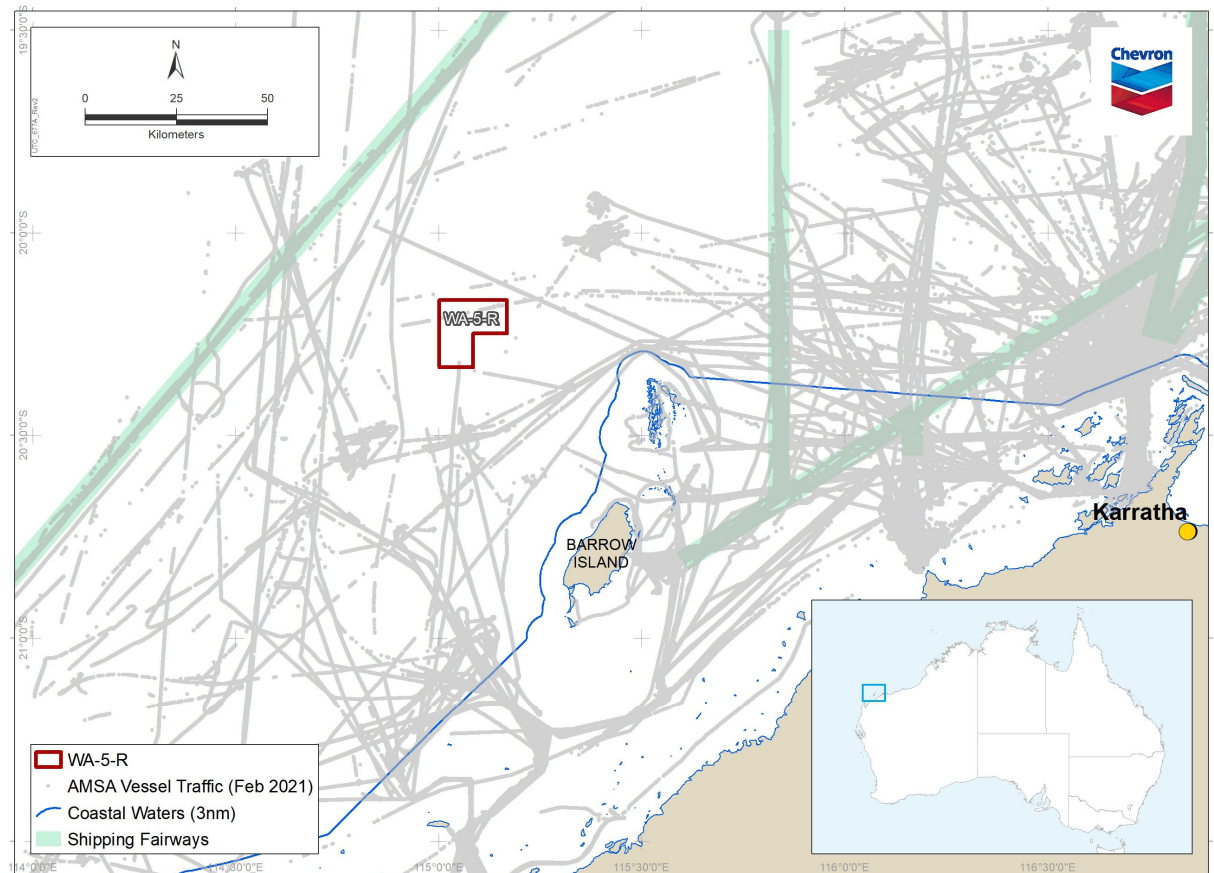 19°30'0"S
N
0 25 50
Kilometers
UTC_677A_Rev2
Chevron
20°0'0"S
WA-5-R
20°30'0"S
Karratha
BARROW
ISLAND
21°0'0"S
WA-5-R
AMSA Vessel Traffic (Feb 2021)
Coastal Waters (3nm)
Shipping Fairways
114°0'0"E 114°30'0"E 115°0'0"E 115°30'0"E 116°0'0"E 116°30'0"E